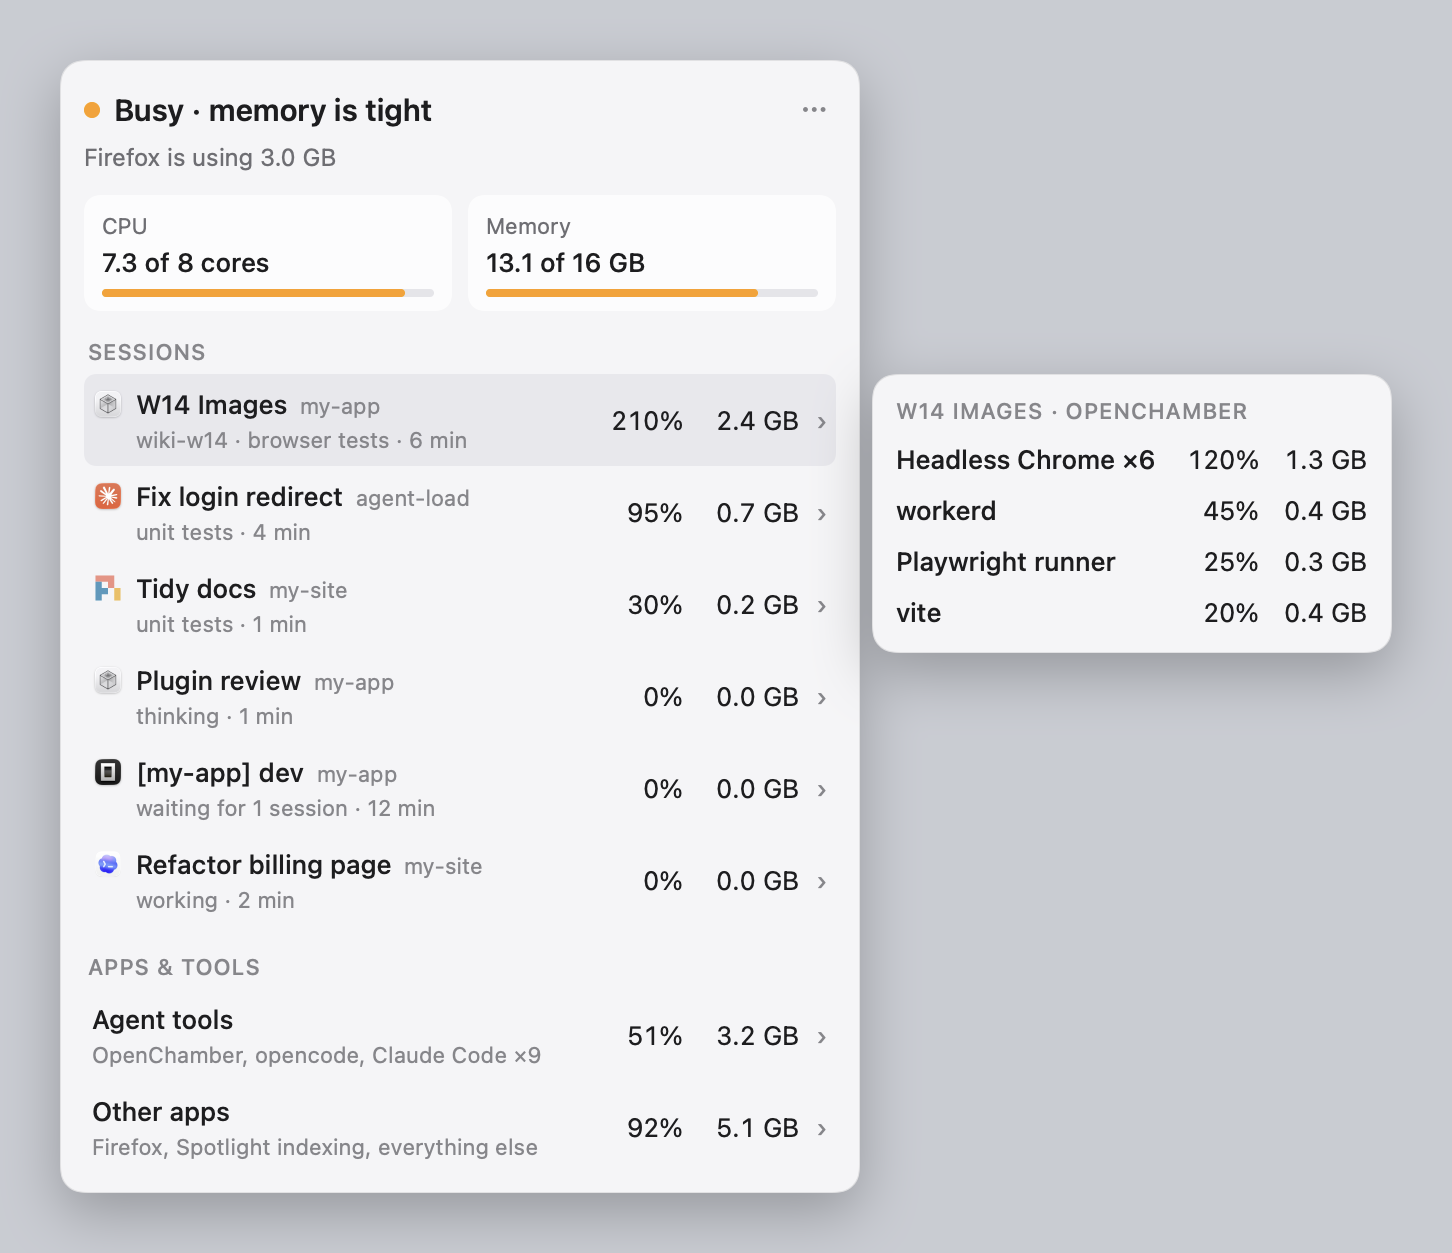 Busy · memory is tight
Firefox is using 3.0 GB
CPU
7.3 of 8 cores
Memory
13.1 of 16 GB
SESSIONS
W14 Images my-app 210% 2.4 GB ›
wiki-w14 · browser tests · 6 min
Fix login redirect agent-load 95% 0.7 GB ›
unit tests · 4 min
Tidy docs my-site 30% 0.2 GB ›
unit tests · 1 min
Plugin review my-app 0% 0.0 GB ›
thinking · 1 min
[my-app] dev my-app 0% 0.0 GB ›
waiting for 1 session · 12 min
Refactor billing page my-site 0% 0.0 GB ›
working · 2 min
APPS & TOOLS
Agent tools 51% 3.2 GB ›
OpenChamber, opencode, Claude Code ×9
Other apps 92% 5.1 GB ›
Firefox, Spotlight indexing, everything else
W14 IMAGES · OPENCHAMBER
Headless Chrome ×6 120% 1.3 GB
workerd 45% 0.4 GB
Playwright runner 25% 0.3 GB
vite 20% 0.4 GB